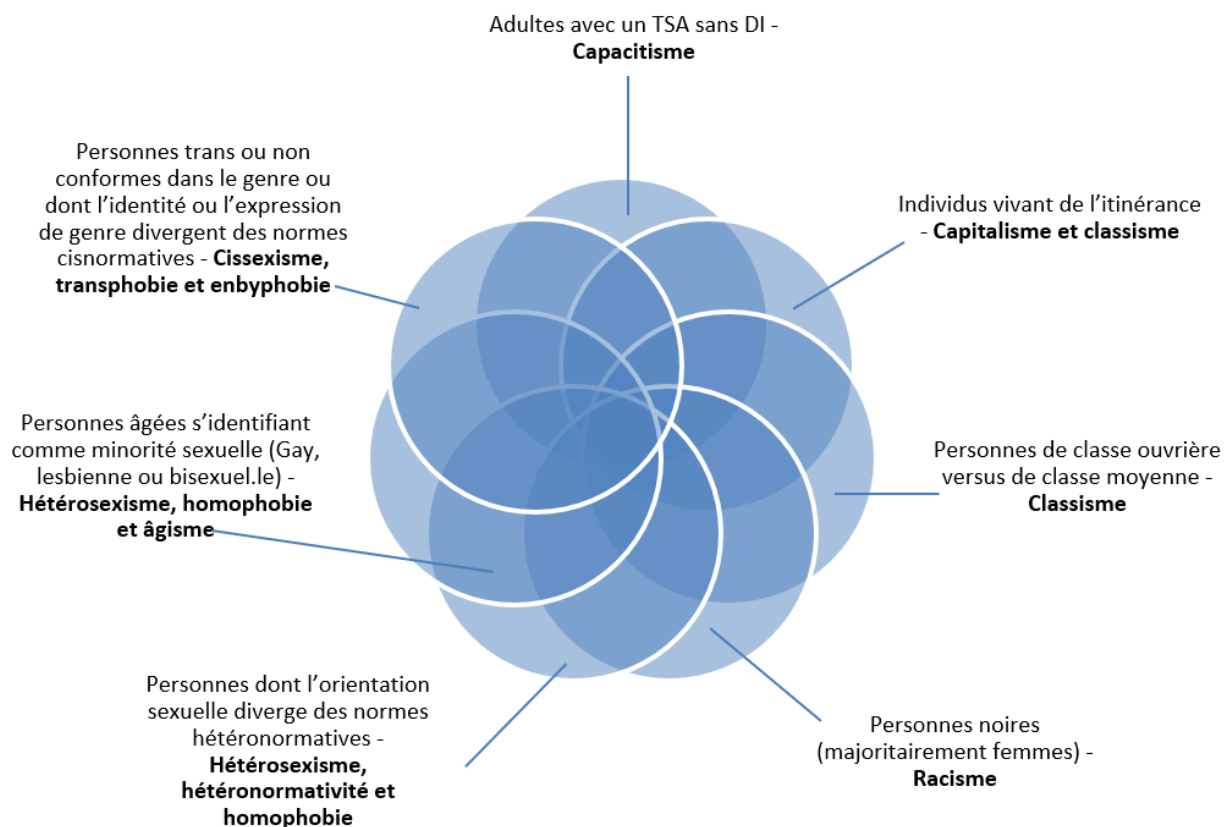 Adultes avec un TSA sans DI -
Capacitisme
Personnes trans ou non
conformes dans le genre ou
dont l'identité ou l'expression
de genre divergent des normes
cisnormatives - Cissexisme,
transphobie et enbyphobie
Individus vivant de l'itinérance
- Capitalisme et classisme
Personnes âgées s'identifiant
comme minorité sexuelle (Gay,
lesbienne ou bisexuel.le) -
Hétérosexisme, homophobie
et âgisme
Personnes de classe ouvrière
versus de classe moyenne -
Classisme
Personnes dont l'orientation
sexuelle diverge des normes
hétéronormatives -
Hétérosexisme,
hétéronormativité et
homophobie
Personnes noires
(majoritairement femmes) -
Racisme